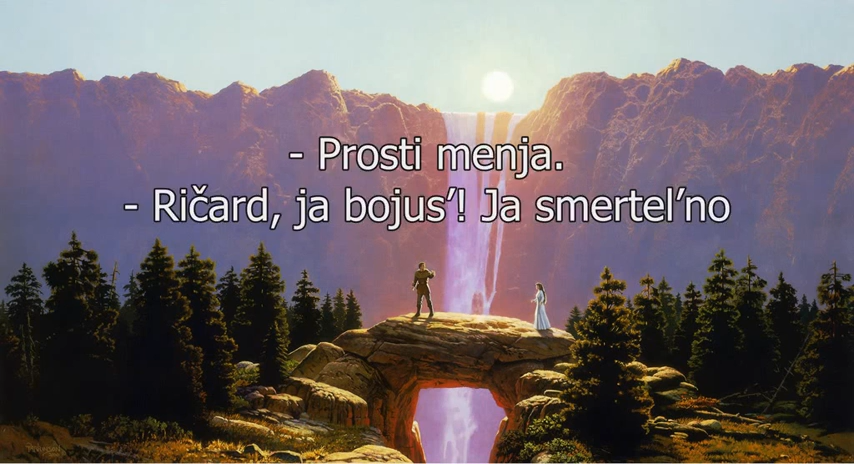 - Prosti menja.
- Ričard, ja bojus′! Ja smertel′no